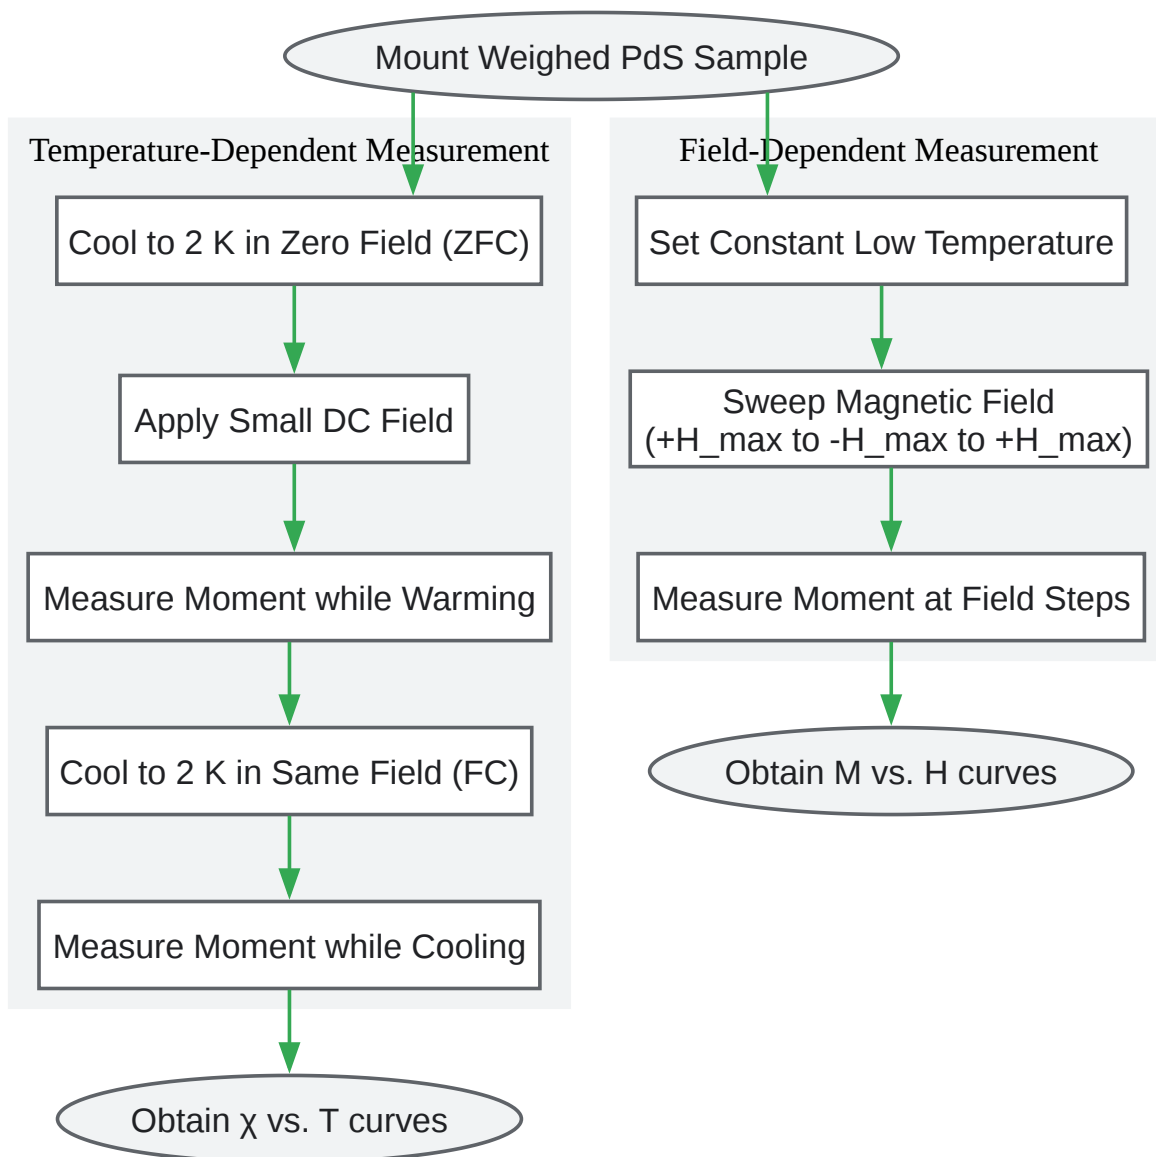 Mount Weighed PdS Sample
Temperature-Dependent Measurement
Cool to 2 K in Zero Field (ZFC)
Apply Small DC Field
Measure Moment while Warming
Cool to 2 K in Same Field (FC)
Measure Moment while Cooling
Obtain χ vs. T curves
Field-Dependent Measurement
Set Constant Low Temperature
Sweep Magnetic Field
(+H_max to -H_max to +H_max)
Measure Moment at Field Steps
Obtain M vs. H curves